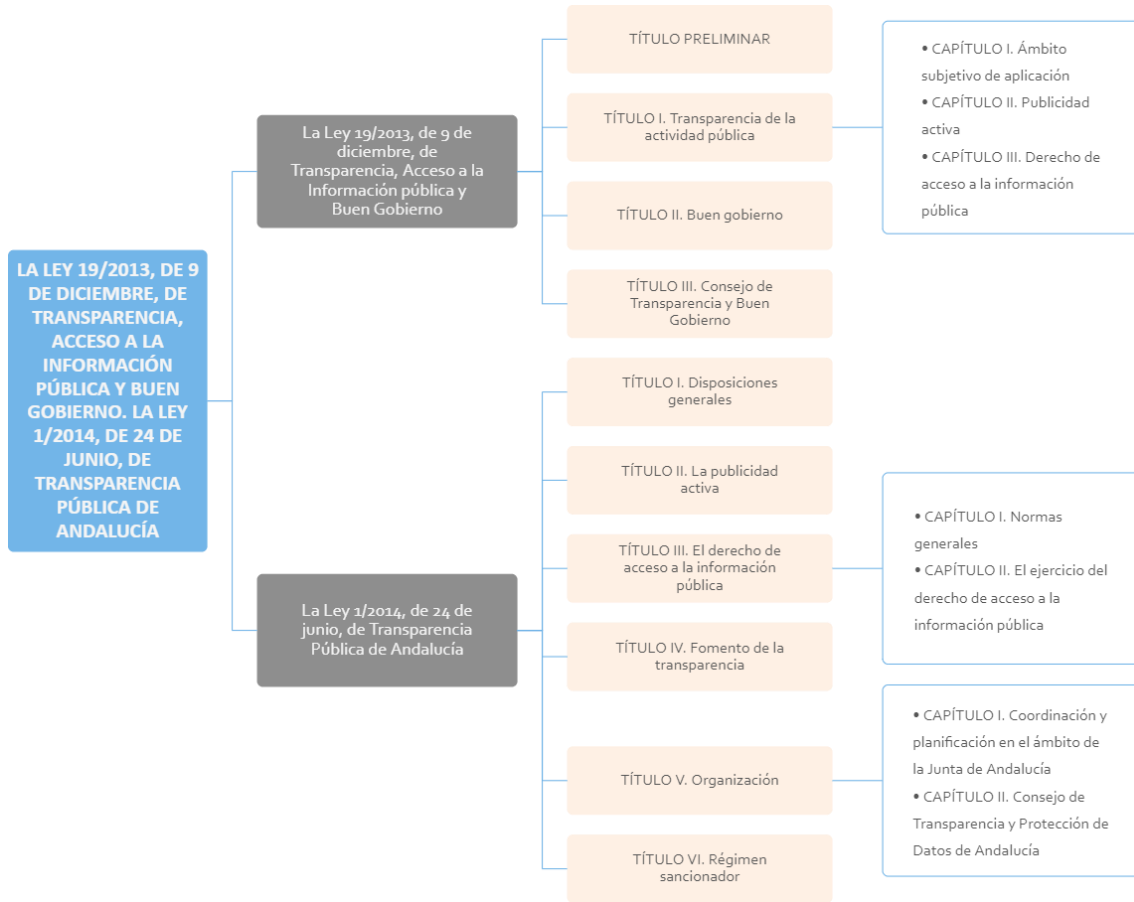 LA LEY 19/2013, DE 9
DE DICIEMBRE, DE
TRANSPARENCIA,
ACCESO A LA
INFORMACIÓN
PÚBLICA Y BUEN
GOBIERNO. LA LEY
1/2014, DE 24 DE
JUNIO, DE
TRANSPARENCIA
PÚBLICA DE
ANDALUCÍA
La Ley 19/2013, de 9 de
diciembre, de
Transparencia, Acceso a la
Información pública y
Buen Gobierno
TÍTULO PRELIMINAR
TÍTULO I. Transparencia de la
actividad pública
• CAPÍTULO I. Ámbito
subjetivo de aplicación
• CAPÍTULO II. Publicidad
activa
• CAPÍTULO III. Derecho de
acceso a la información
pública
TÍTULO II. Buen gobierno
TÍTULO III. Consejo de
Transparencia y Buen
Gobierno
La Ley 1/2014, de 24 de
junio, de Transparencia
Pública de Andalucía
TÍTULO I. Disposiciones
generales
TÍTULO II. La publicidad
activa
TÍTULO III. El derecho de
acceso a la información
pública
• CAPÍTULO I. Normas
generales
• CAPÍTULO II. El ejercicio del
derecho de acceso a la
información pública
TÍTULO IV. Fomento de la
transparencia
TÍTULO V. Organización
• CAPÍTULO I. Coordinación y
planificación en el ámbito de
la Junta de Andalucía
• CAPÍTULO II. Consejo de
Transparencia y Protección de
Datos de Andalucía
TÍTULO VI. Régimen
sancionador